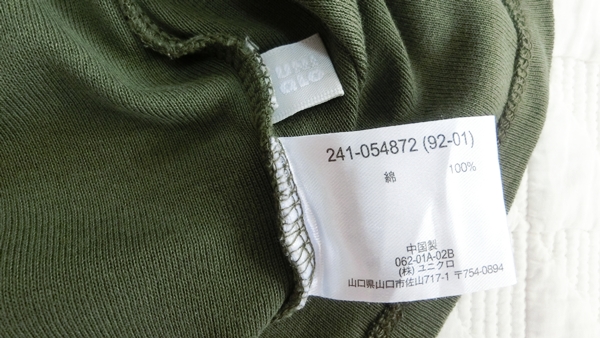 241-054872 (92-01)
綿 100%
中国製
062-01A-02B
(株) ユニクロ
山口県山口市佐山717-1 〒754-0894